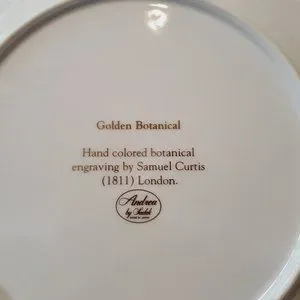 Golden Botanical
Hand colored botanical
engraving by Samuel Curtis
(1811) London.
Andrea
by Sadek